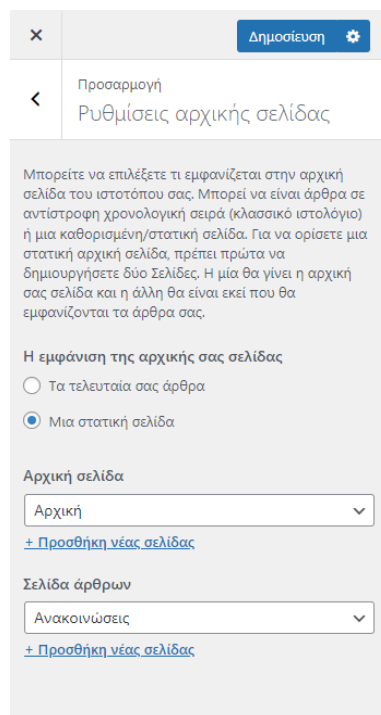 Δημοσίευση
Προσαρμογή
Ρυθμίσεις αρχικής σελίδας
Μπορείτε να επιλέξετε τι εμφανίζεται στην αρχική
σελίδα του ιστοτόπου σας. Μπορεί να είναι άρθρα σε
αντίστροφη χρονολογική σειρά (κλασσικό ιστολόγιο)
ή μια καθορισμένη/στατική σελίδα. Για να ορίσετε μια
στατική αρχική σελίδα, πρέπει πρώτα να
δημιουργήσετε δύο Σελίδες. Η μία θα γίνει η αρχική
σας σελίδα και η άλλη θα είναι εκεί που θα
εμφανίζονται τα άρθρα σας.
Η εμφάνιση της αρχικής σας σελίδας
Τα τελευταία σας άρθρα
Μια στατική σελίδα
Αρχική σελίδα
Αρχική
+ Προσθήκη νέας σελίδας
Σελίδα άρθρων
Ανακοινώσεις
+ Προσθήκη νέας σελίδας